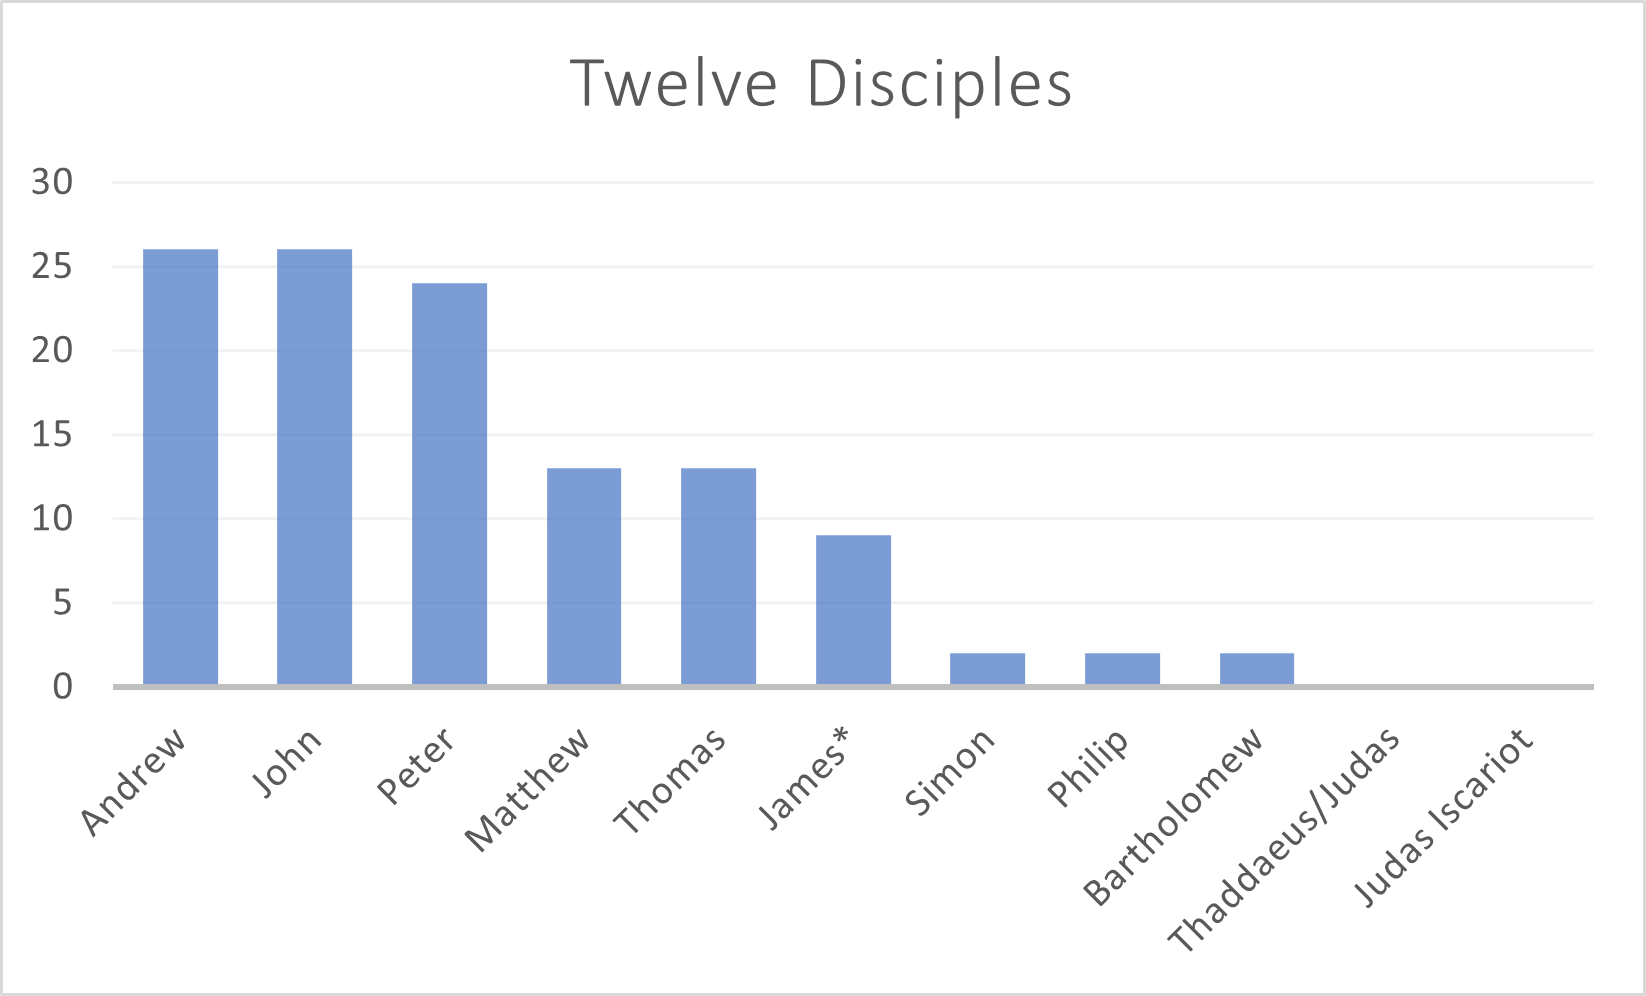 Twelve Disciples
30
25
20
15
10
5
0
Andrew
John
Peter
Matthew
Thomas
James*
Simon
Philip
Bartholomew
Thaddaeus/Judas
Judas Iscariot